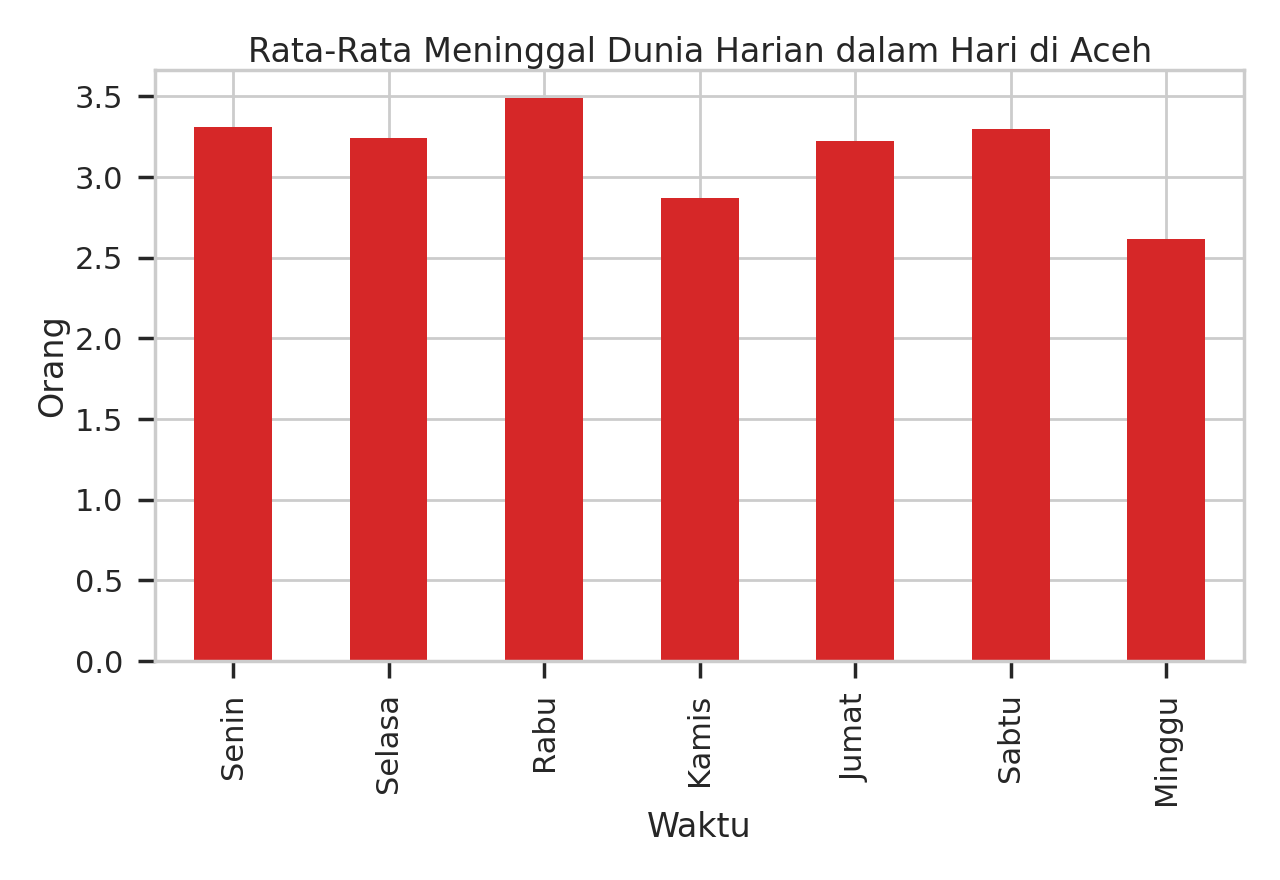 Rata-Rata Meninggal Dunia Harian dalam Hari di Aceh
3.5
3.0
2.5
2.0
1.5
1.0
0.5
0.0
Orang
Senin
Selasa
Rabu
Kamis
Jumat
Sabtu
Minggu
Waktu